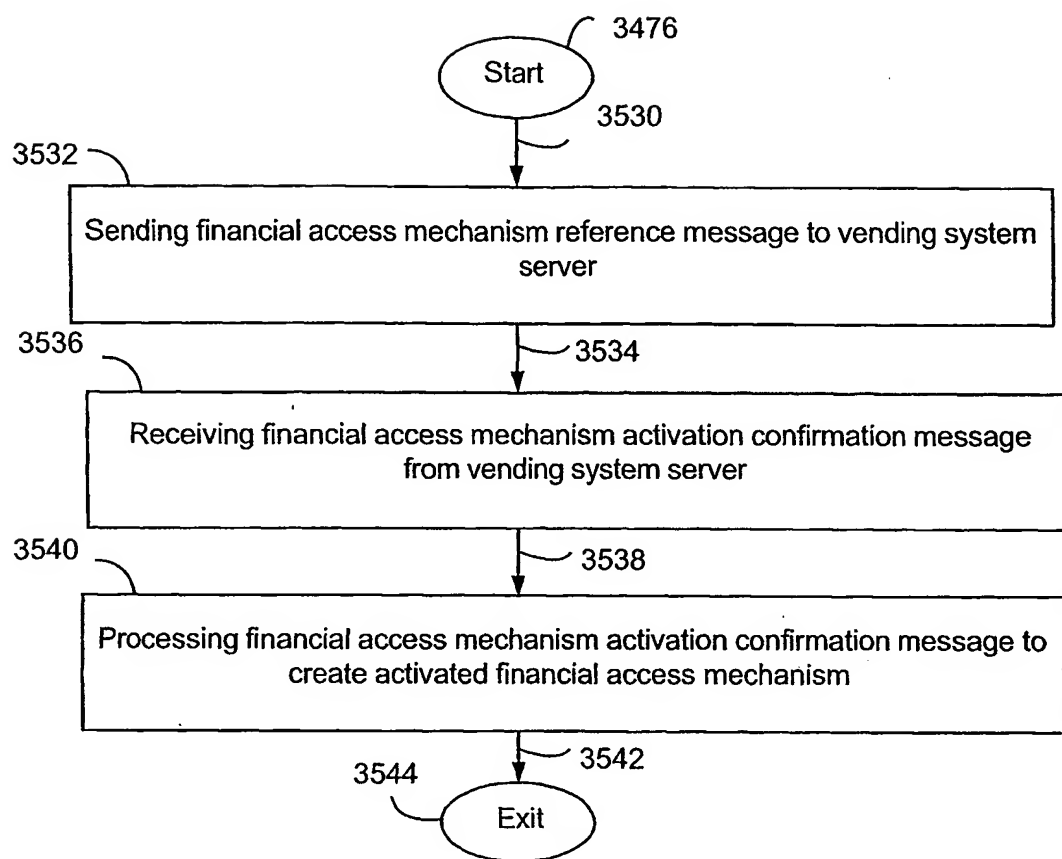 3476
Start
3530
3532
Sending financial access mechanism reference message to vending system
server
3534
3536
Receiving financial access mechanism activation confirmation message
from vending system server
3538
3540
Processing financial access mechanism activation confirmation message to
create activated financial access mechanism
3542
3544
Exit